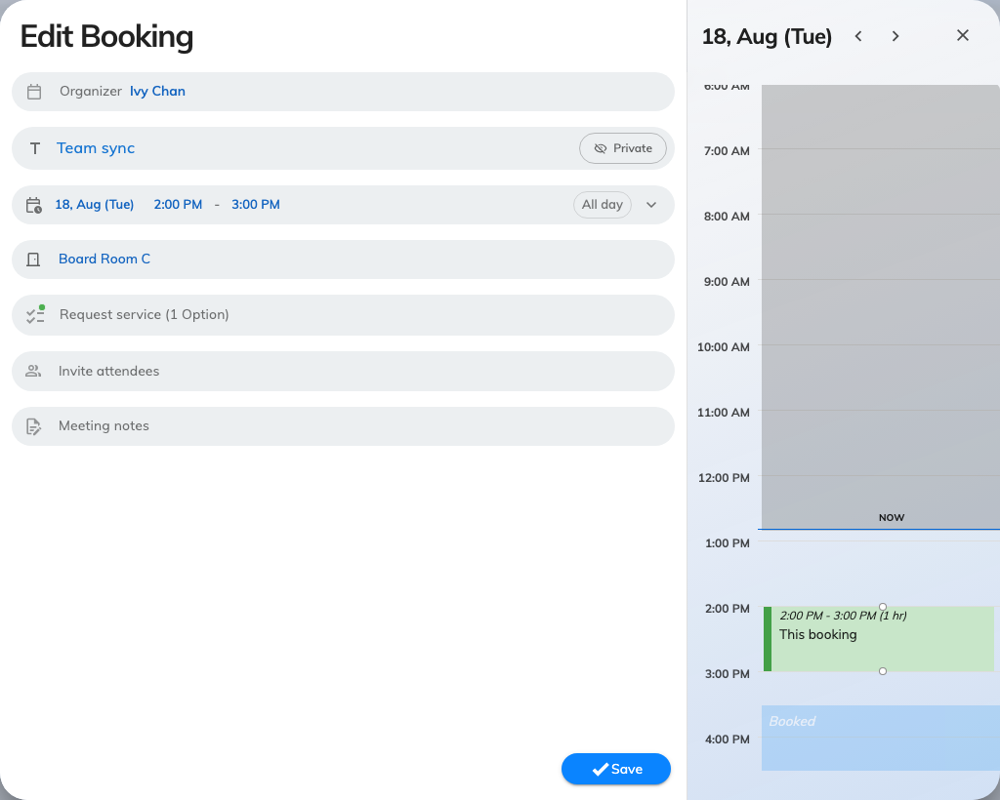 Edit Booking
Organizer Ivy Chan
Team sync
Private
18, Aug (Tue) 2:00 PM - 3:00 PM
All day
Board Room C
Request service (1 Option)
Invite attendees
Meeting notes
Save
18, Aug (Tue)
6:00 AM
7:00 AM
8:00 AM
9:00 AM
10:00 AM
11:00 AM
12:00 PM
NOW
1:00 PM
2:00 PM
2:00 PM - 3:00 PM (1 hr)
This booking
3:00 PM
Booked
4:00 PM